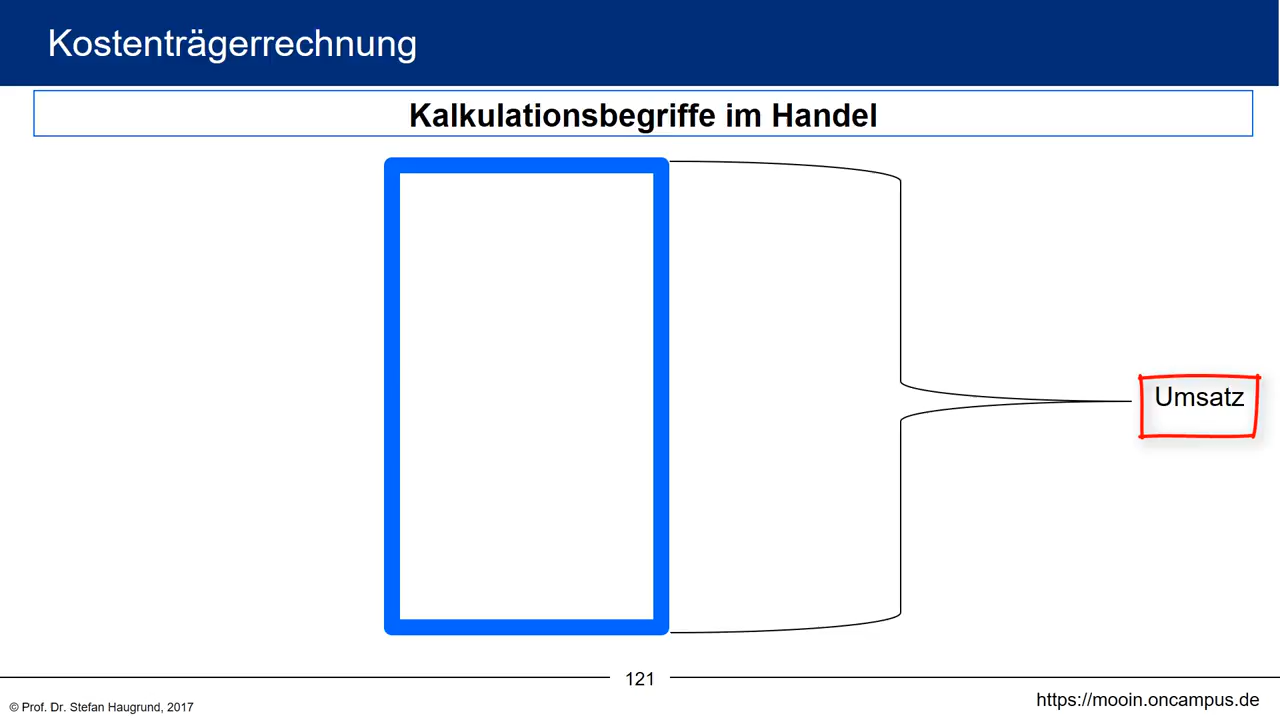 Kostenträgerrechnung
Kalkulationsbegriffe im Handel
Umsatz
121
© Prof. Dr. Stefan Haugrund, 2017
https://mooin.oncampus.de